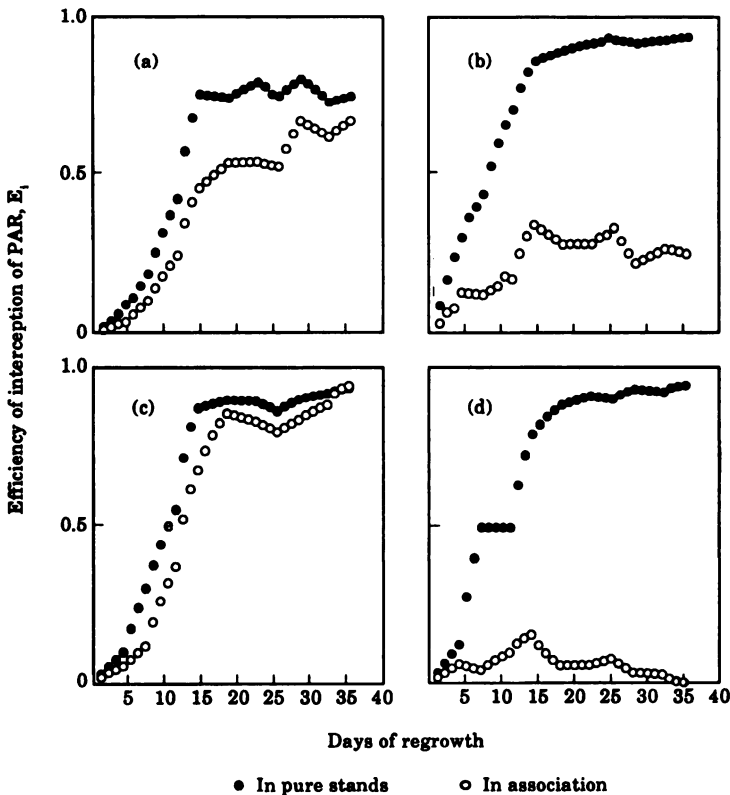 1.0
(a)
(b)
0.5
0
1.0
(c)
(d)
0.5
0
5 10 15 20 25 30 35 40
5 10 15 20 25 30 35 40
Efficiency of interception of PAR, E_i
Days of regrowth
● In pure stands ○ In association